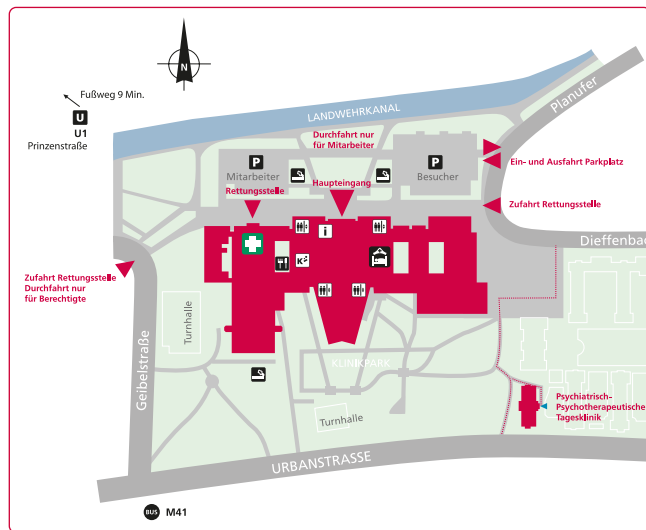 N
Fußweg 9 Min.
U
U1
Prinzenstraße
LANDWEHRKANAL
Planufer
Durchfahrt nur
für Mitarbeiter
P
Mitarbeiter
P
Besucher
Ein- und Ausfahrt Parkplatz
Rettungsstelle
Haupteingang
Zufahrt Rettungsstelle
i
K
Dieffenbac
Zufahrt Rettungsstelle
Durchfahrt nur
für Berechtigte
Turnhalle
Geibelstraße
KLINIKPARK
Turnhalle
Psychiatrisch-
Psychotherapeutische
Tagesklinik
URBANSTRASSE
BUS M41